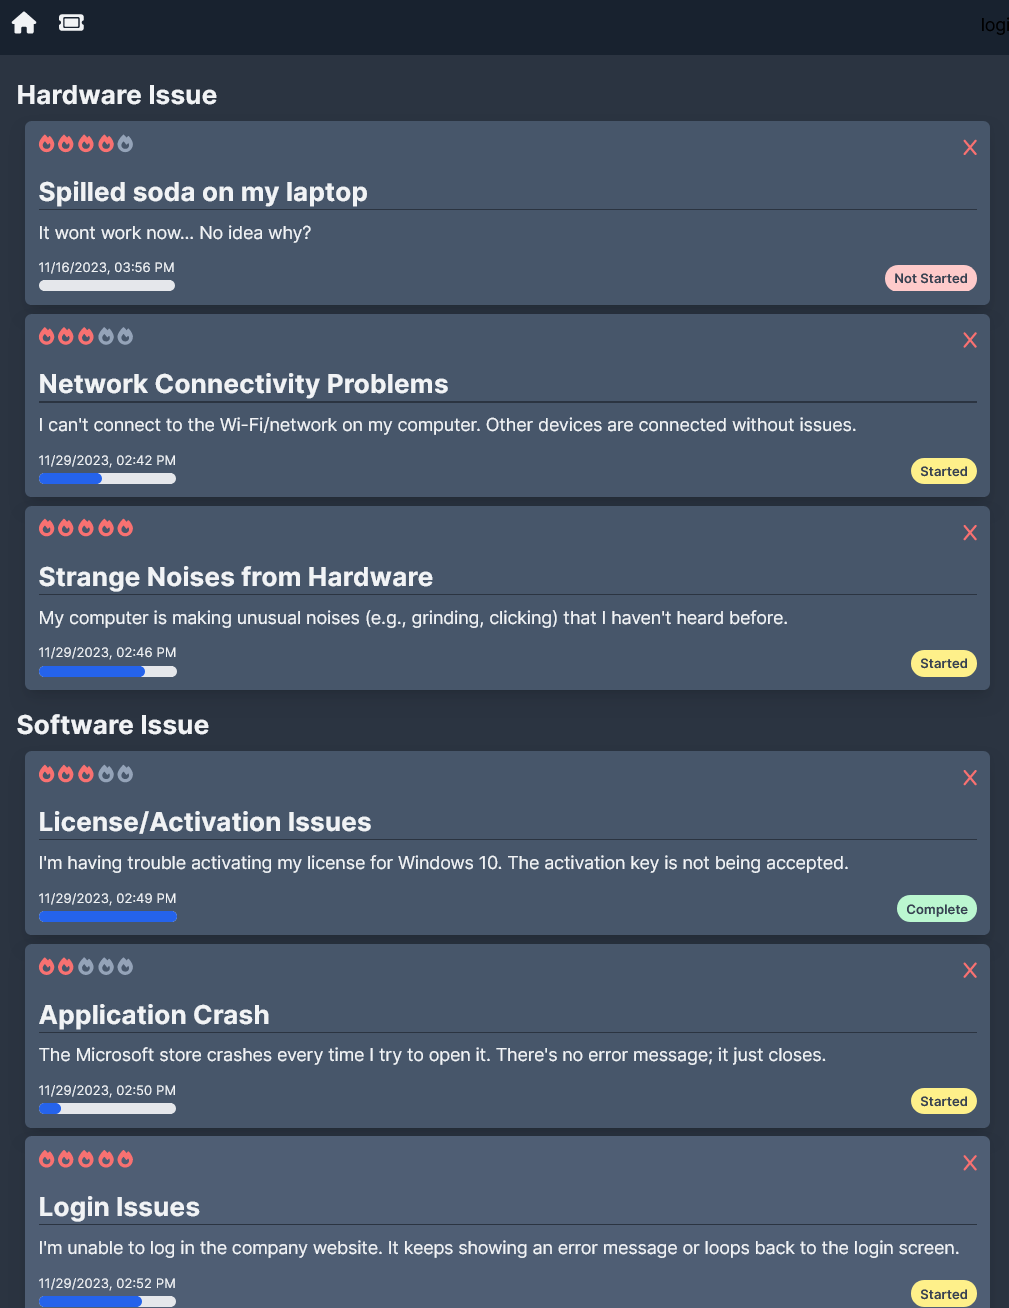 logi
Hardware Issue
Spilled soda on my laptop
It wont work now... No idea why?
11/16/2023, 03:56 PM
Not Started
Network Connectivity Problems
I can't connect to the Wi-Fi/network on my computer. Other devices are connected without issues.
11/29/2023, 02:42 PM
Started
Strange Noises from Hardware
My computer is making unusual noises (e.g., grinding, clicking) that I haven't heard before.
11/29/2023, 02:46 PM
Started
Software Issue
License/Activation Issues
I'm having trouble activating my license for Windows 10. The activation key is not being accepted.
11/29/2023, 02:49 PM
Complete
Application Crash
The Microsoft store crashes every time I try to open it. There's no error message; it just closes.
11/29/2023, 02:50 PM
Started
Login Issues
I'm unable to log in the company website. It keeps showing an error message or loops back to the login screen.
11/29/2023, 02:52 PM
Started